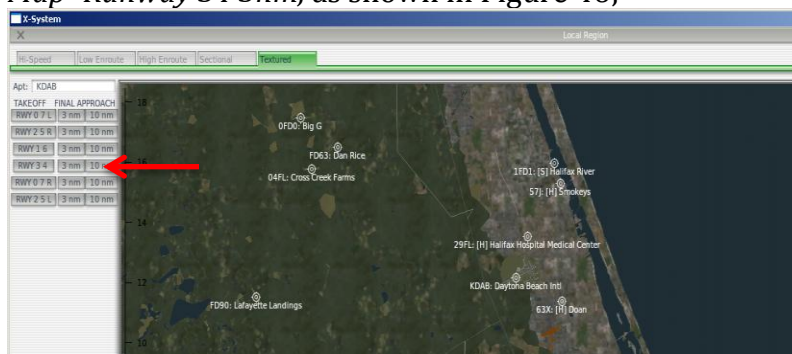 Map- Runway 34 3nm, as shown in Figure 18,
X-System
X Local Region
Hi-Speed Low Enroute High Enroute Sectional Textured
Apt: KDAB
TAKEOFF FINAL APPROACH
RWY 0 7 L 3 nm 10 nm
RWY 2 5 R 3 nm 10 nm
RWY 1 6 3 nm 10 nm
RWY 3 4 3 nm 10
RWY 0 7 R 3 nm 10 nm
RWY 2 5 L 3 nm 10 nm
18
0FD0: Big G
FD63: Dan Rice
16
04FL: Cross Creek Farms
1FD1: [S] Halifax River
57J: [H] Smokeys
14
29FL: [H] Halifax Hospital Medical Center
12
KDAB: Daytona Beach Intl
FD90: Lafayette Landings
63X: [H] Doan
10